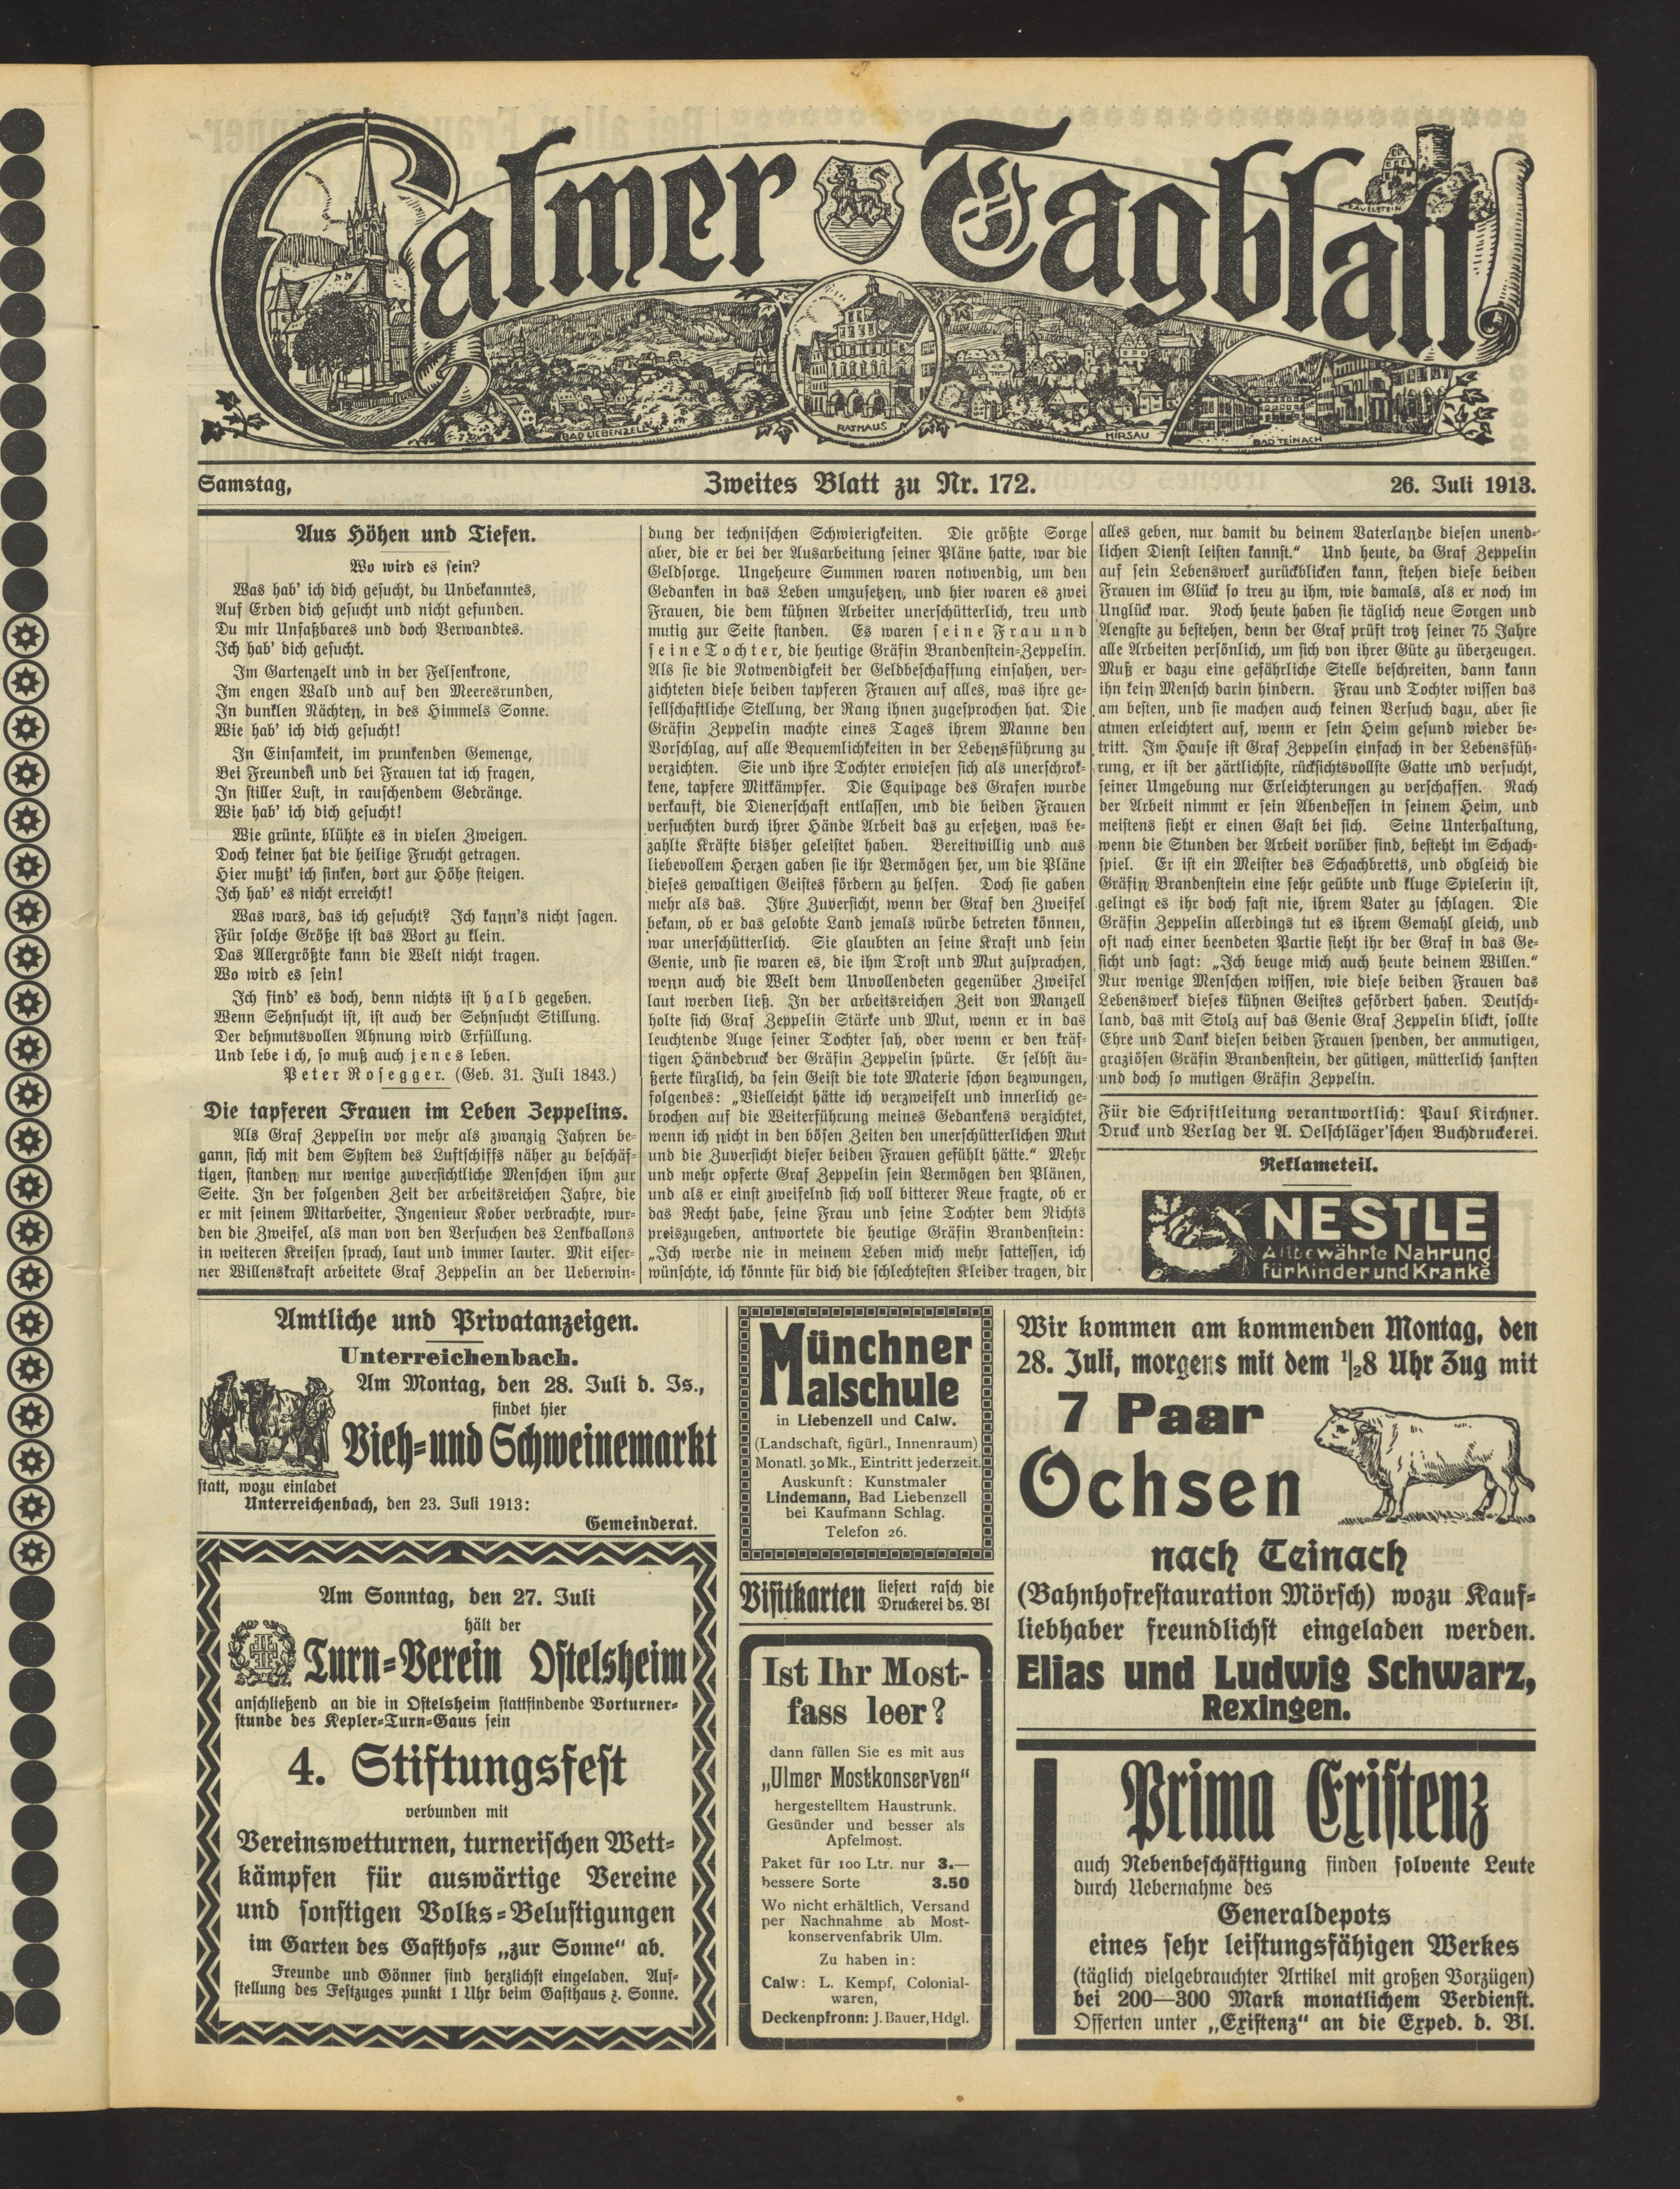 Calwer Tagblatt
ZAVELSTEIN
BAD LIEBENZELL
RATHAUS
HIRSAU
BAD TEINACH
Samstag,
Zweites Blatt zu Nr. 172.
26. Juli 1913.
Aus Höhen und Tiefen.
Wo wird es sein?
Was hab' ich dich gesucht, du Unbekanntes,
Auf Erden dich gesucht und nicht gefunden.
Du mir Unfaßbares und doch Verwandtes.
Ich hab' dich gesucht.
Im Gartenzelt und in der Felsenkrone,
Im engen Wald und auf den Meeresrunden,
In dunklen Nächten, in des Himmels Sonne.
Wie hab' ich dich gesucht!
In Einsamkeit, im prunkenden Gemenge,
Bei Freunden und bei Frauen tat ich fragen,
In stiller Lust, in rauschendem Gedränge.
Wie hab' ich dich gesucht!
Wie grünte, blühte es in vielen Zweigen.
Doch keiner hat die heilige Frucht getragen.
Hier mußt' ich sinken, dort zur Höhe steigen.
Ich hab' es nicht erreicht!
Was wars, das ich gesucht? Ich kann's nicht sagen.
Für solche Größe ist das Wort zu klein.
Das Allergrößte kann die Welt nicht tragen.
Wo wird es sein!
Ich find' es doch, denn nichts ist halb gegeben.
Wenn Sehnsucht ist, ist auch der Sehnsucht Stillung.
Der dehmutsvollen Ahnung wird Erfüllung.
Und lebe ich, so muß auch jenes leben.
Peter Rosegger. (Geb. 31. Juli 1843.)
Die tapferen Frauen im Leben Zeppelins.
Als Graf Zeppelin vor mehr als zwanzig Jahren be-
gann, sich mit dem System des Luftschiffs näher zu beschäf-
tigen, standen nur wenige zuversichtliche Menschen ihm zur
Seite. In der folgenden Zeit der arbeitsreichen Jahre, die
er mit seinem Mitarbeiter, Ingenieur Kober verbrachte, wur-
den die Zweifel, als man von den Versuchen des Lenkballons
in weiteren Kreisen sprach, laut und immer lauter. Mit eiser-
ner Willenskraft arbeitete Graf Zeppelin an der Ueberwin-
dung der technischen Schwierigkeiten. Die größte Sorge
aber, die er bei der Ausarbeitung seiner Pläne hatte, war die
Geldsorge. Ungeheure Summen waren notwendig, um den
Gedanken in das Leben umzusetzen, und hier waren es zwei
Frauen, die dem kühnen Arbeiter unerschütterlich, treu und
mutig zur Seite standen. Es waren seine Frau und
seine Tochter, die heutige Gräfin Brandenstein-Zeppelin.
Als sie die Notwendigkeit der Geldbeschaffung einsahen, ver-
zichteten diese beiden tapferen Frauen auf alles, was ihre ge-
sellschaftliche Stellung, der Rang ihnen zugesprochen hat. Die
Gräfin Zeppelin machte eines Tages ihrem Manne den
Vorschlag, auf alle Bequemlichkeiten in der Lebensführung zu
verzichten. Sie und ihre Tochter erwiesen sich als unerschrok-
kene, tapfere Mitkämpfer. Die Equipage des Grafen wurde
verkauft, die Dienerschaft entlassen, und die beiden Frauen
versuchten durch ihrer Hände Arbeit das zu ersetzen, was be-
zahlte Kräfte bisher geleistet haben. Bereitwillig und aus
liebevollem Herzen gaben sie ihr Vermögen her, um die Pläne
dieses gewaltigen Geistes fördern zu helfen. Doch sie gaben
mehr als das. Ihre Zuversicht, wenn der Graf den Zweifel
bekam, ob er das gelobte Land jemals würde betreten können,
war unerschütterlich. Sie glaubten an seine Kraft und sein
Genie, und sie waren es, die ihm Trost und Mut zusprachen,
wenn auch die Welt dem Unvollendeten gegenüber Zweifel
laut werden ließ. In der arbeitsreichen Zeit von Manzell
holte sich Graf Zeppelin Stärke und Mut, wenn er in das
leuchtende Auge seiner Tochter sah, oder wenn er den kräf-
tigen Händedruck der Gräfin Zeppelin spürte. Er selbst äu-
ßerte kürzlich, da sein Geist die tote Materie schon bezwungen,
folgendes: „Vielleicht hätte ich verzweifelt und innerlich ge-
brochen auf die Weiterführung meines Gedankens verzichtet,
wenn ich nicht in den bösen Zeiten den unerschütterlichen Mut
und die Zuversicht dieser beiden Frauen gefühlt hätte.“ Mehr
und mehr opferte Graf Zeppelin sein Vermögen den Plänen,
und als er einst zweifelnd sich voll bitterer Reue fragte, ob er
das Recht habe, seine Frau und seine Tochter dem Nichts
preiszugeben, antwortete die heutige Gräfin Brandenstein:
„Ich werde nie in meinem Leben mich mehr sattessen, ich
wünschte, ich könnte für dich die schlechtesten Kleider tragen, dir
alles geben, nur damit du deinem Vaterlande diesen unend-
lichen Dienst leisten kannst.“ Und heute, da Graf Zeppelin
auf sein Lebenswerk zurückblicken kann, stehen diese beiden
Frauen im Glück so treu zu ihm, wie damals, als er noch im
Unglück war. Noch heute haben sie täglich neue Sorgen und
Aengste zu bestehen, denn der Graf prüft trotz seiner 75 Jahre
alle Arbeiten persönlich, um sich von ihrer Güte zu überzeugen.
Muß er dazu eine gefährliche Stelle beschreiten, dann kann
ihn kein Mensch darin hindern. Frau und Tochter wissen das
am besten, und sie machen auch keinen Versuch dazu, aber sie
atmen erleichtert auf, wenn er sein Heim gesund wieder be-
tritt. Im Hause ist Graf Zeppelin einfach in der Lebensfüh-
rung, er ist der zärtlichste, rücksichtsvollste Gatte und versucht,
seiner Umgebung nur Erleichterungen zu verschaffen. Nach
der Arbeit nimmt er sein Abendessen in seinem Heim, und
meistens sieht er einen Gast bei sich. Seine Unterhaltung,
wenn die Stunden der Arbeit vorüber sind, besteht im Schach-
spiel. Er ist ein Meister des Schachbretts, und obgleich die
Gräfin Brandenstein eine sehr geübte und kluge Spielerin ist,
gelingt es ihr doch fast nie, ihrem Vater zu schlagen. Die
Gräfin Zeppelin allerdings tut es ihrem Gemahl gleich, und
oft nach einer beendeten Partie sieht ihr der Graf in das Ge-
sicht und sagt: „Ich beuge mich auch heute deinem Willen.“
Nur wenige Menschen wissen, wie diese beiden Frauen das
Lebenswerk dieses kühnen Geistes gefördert haben. Deutsch-
land, das mit Stolz auf das Genie Graf Zeppelin blickt, sollte
Ehre und Dank diesen beiden Frauen spenden, der anmutigen,
graziösen Gräfin Brandenstein, der gütigen, mütterlich sanften
und doch so mutigen Gräfin Zeppelin.
Für die Schriftleitung verantwortlich: Paul Kirchner.
Druck und Verlag der A. Oelschläger'schen Buchdruckerei.
Reklameteil.
NESTLE
Altbewährte Nahrung
für Kinder und Kranke
Amtliche und Privatanzeigen.
Unterreichenbach.
Am Montag, den 28. Juli d. Js.,
findet hier
Vieh- und Schweinemarkt
statt, wozu einladet
Unterreichenbach, den 23. Juli 1913:
Gemeinderat.
Am Sonntag, den 27. Juli
hält der
Turn-Verein Ostelsheim
anschließend an die in Ostelsheim stattfindende Vorturner-
stunde des Kepler-Turn-Gaus sein
4. Stiftungsfest
verbunden mit
Vereinswetturnen, turnerischen Wett-
kämpfen für auswärtige Vereine
und sonstigen Volks-Belustigungen
im Garten des Gasthofs „zur Sonne“ ab.
Freunde und Gönner sind herzlichst eingeladen. Auf-
stellung des Festzuges punkt 1 Uhr beim Gasthaus z. Sonne.
Münchner
Malschule
in Liebenzell und Calw.
(Landschaft, figürl., Innenraum)
Monatl. 30 Mk., Eintritt jederzeit.
Auskunft: Kunstmaler
Lindemann, Bad Liebenzell
bei Kaufmann Schlag.
Telefon 26.
Visitkarten liefert rasch die
Druckerei ds. Bl
Ist Ihr Most-
fass leer?
dann füllen Sie es mit aus
„Ulmer Mostkonserven“
hergestelltem Haustrunk.
Gesünder und besser als
Apfelmost.
Paket für 100 Ltr. nur 3.—
bessere Sorte 3.50
Wo nicht erhältlich, Versand
per Nachnahme ab Most-
konservenfabrik Ulm.
Zu haben in:
Calw: L. Kempf, Colonial-
waren,
Deckenpfronn: J. Bauer, Hdgl.
Wir kommen am kommenden Montag, den
28. Juli, morgens mit dem ½8 Uhr Zug mit
7 Paar
Ochsen
nach Teinach
(Bahnhofrestauration Mörsch) wozu Kauf-
liebhaber freundlichst eingeladen werden.
Elias und Ludwig Schwarz,
Rexingen.
Prima Existenz
auch Nebenbeschäftigung finden solvente Leute
durch Uebernahme des
Generaldepots
eines sehr leistungsfähigen Werkes
(täglich vielgebrauchter Artikel mit großen Vorzügen)
bei 200—300 Mark monatlichem Verdienst.
Offerten unter „Existenz“ an die Exped. d. Bl.